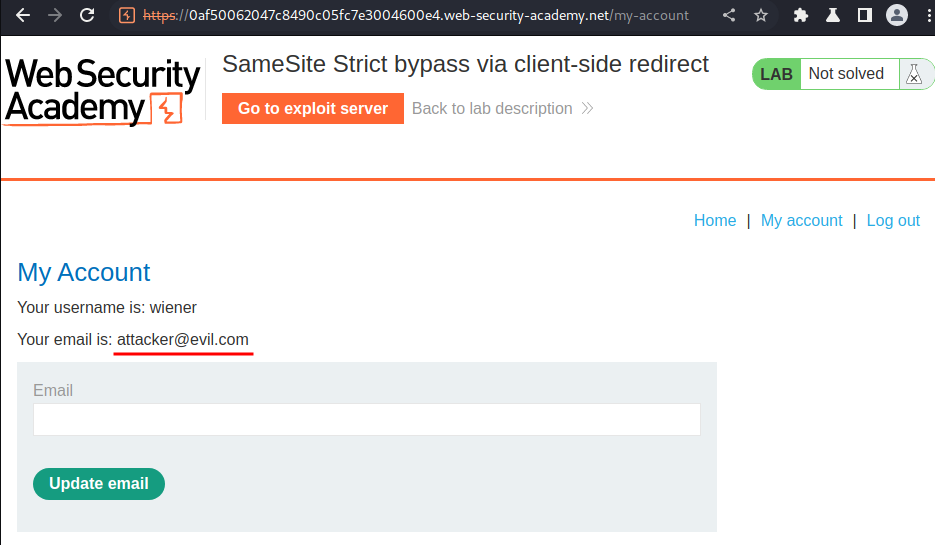 https://0af50062047c8490c05fc7e3004600e4.web-security-academy.net/my-account
Web Security
Academy
SameSite Strict bypass via client-side redirect
LAB Not solved
Go to exploit server Back to lab description
Home | My account | Log out
My Account
Your username is: wiener
Your email is: attacker@evil.com
Email
Update email